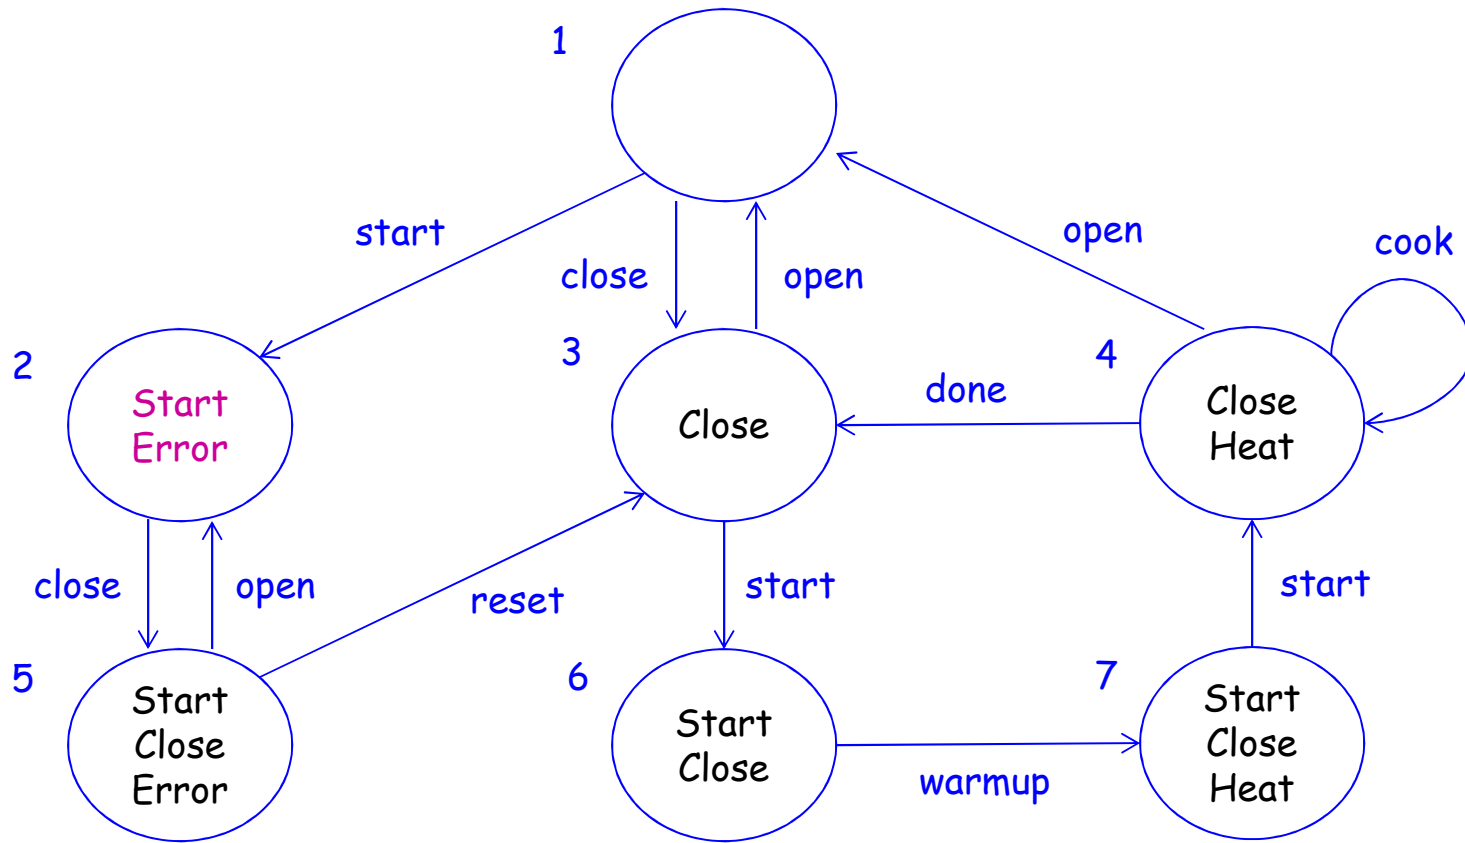 1
start
close
open
open
cook
2
Start
Error
3
Close
done
4
Close
Heat
close
open
reset
start
start
5
Start
Close
Error
6
Start
Close
warmup
7
Start
Close
Heat